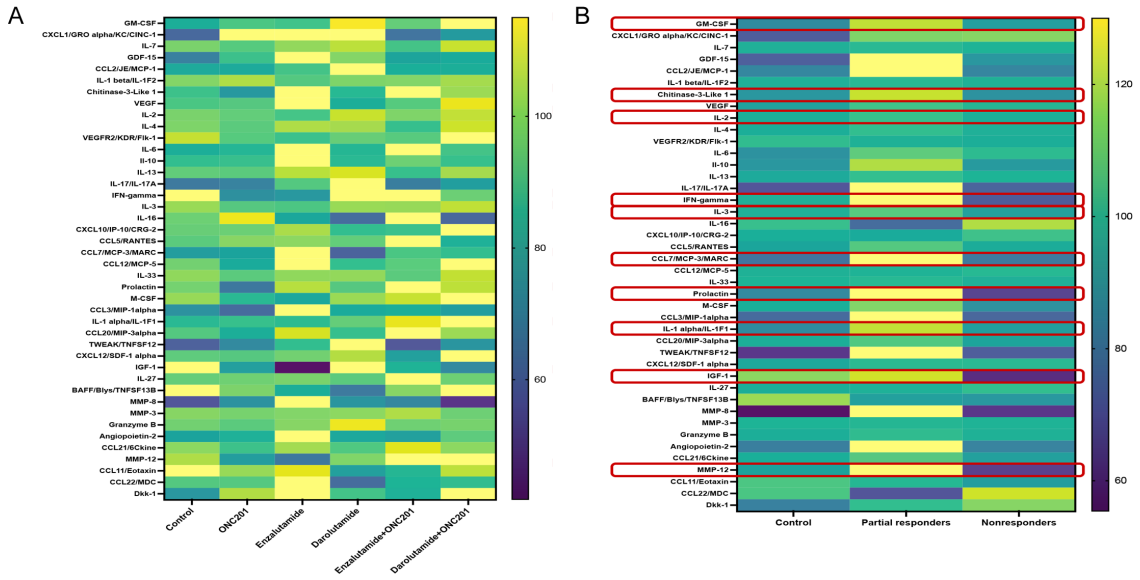 A
GM-CSF
CXCL1/GRO alpha/KC/CINC-1
IL-7
GDF-15
CCL2/JE/MCP-1
IL-1 beta/IL-1F2
Chitinase-3-Like 1
VEGF
IL-2
IL-4
VEGFR2/KDR/Flk-1
IL-6
Il-10
IL-13
IL-17/IL-17A
IFN-gamma
IL-3
IL-16
CXCL10/IP-10/CRG-2
CCL5/RANTES
CCL7/MCP-3/MARC
CCL12/MCP-5
IL-33
Prolactin
M-CSF
CCL3/MIP-1alpha
IL-1 alpha/IL-1F1
CCL20/MIP-3alpha
TWEAK/TNFSF12
CXCL12/SDF-1 alpha
IGF-1
IL-27
BAFF/Blys/TNFSF13B
MMP-8
MMP-3
Granzyme B
Angiopoietin-2
CCL21/6Ckine
MMP-12
CCL11/Eotaxin
CCL22/MDC
Dkk-1
Control
ONC201
Enzalutamide
Darolutamide
Enzalutamide+ONC201
Darolutamide+ONC201
100
80
60
B
GM-CSF
CXCL1/GRO alpha/KC/CINC-1
IL-7
GDF-15
CCL2/JE/MCP-1
IL-1 beta/IL-1F2
Chitinase-3-Like 1
VEGF
IL-2
IL-4
VEGFR2/KDR/Flk-1
IL-6
Il-10
IL-13
IL-17/IL-17A
IFN-gamma
IL-3
IL-16
CXCL10/IP-10/CRG-2
CCL5/RANTES
CCL7/MCP-3/MARC
CCL12/MCP-5
IL-33
Prolactin
M-CSF
CCL3/MIP-1alpha
IL-1 alpha/IL-1F1
CCL20/MIP-3alpha
TWEAK/TNFSF12
CXCL12/SDF-1 alpha
IGF-1
IL-27
BAFF/Blys/TNFSF13B
MMP-8
MMP-3
Granzyme B
Angiopoietin-2
CCL21/6Ckine
MMP-12
CCL11/Eotaxin
CCL22/MDC
Dkk-1
Control
Partial responders
Nonresponders
120
100
80
60